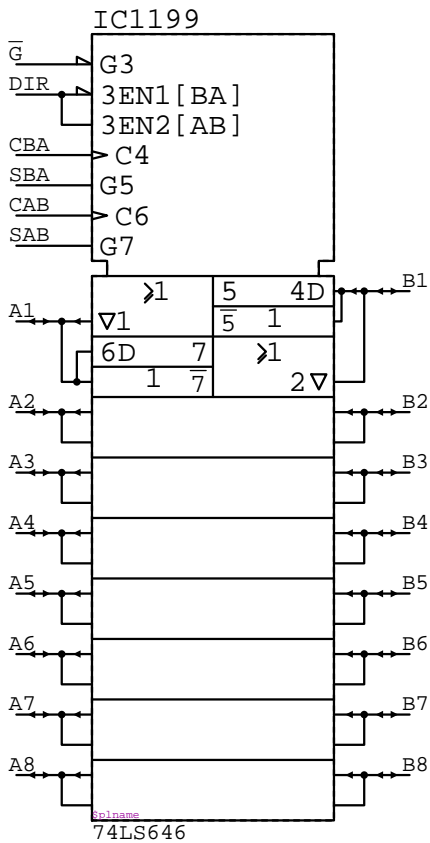 IC1199
G̅
G3
DIR
3EN1[BA]
3EN2[AB]
CBA
C4
SBA
G5
CAB
C6
SAB
G7
≥1 5 4D B1
A1 ▽1 5̅ 1
6D 7 ≥1
1 7̅ 2▽
A2 B2
A3 B3
A4 B4
A5 B5
A6 B6
A7 B7
A8 B8
$plname
74LS646